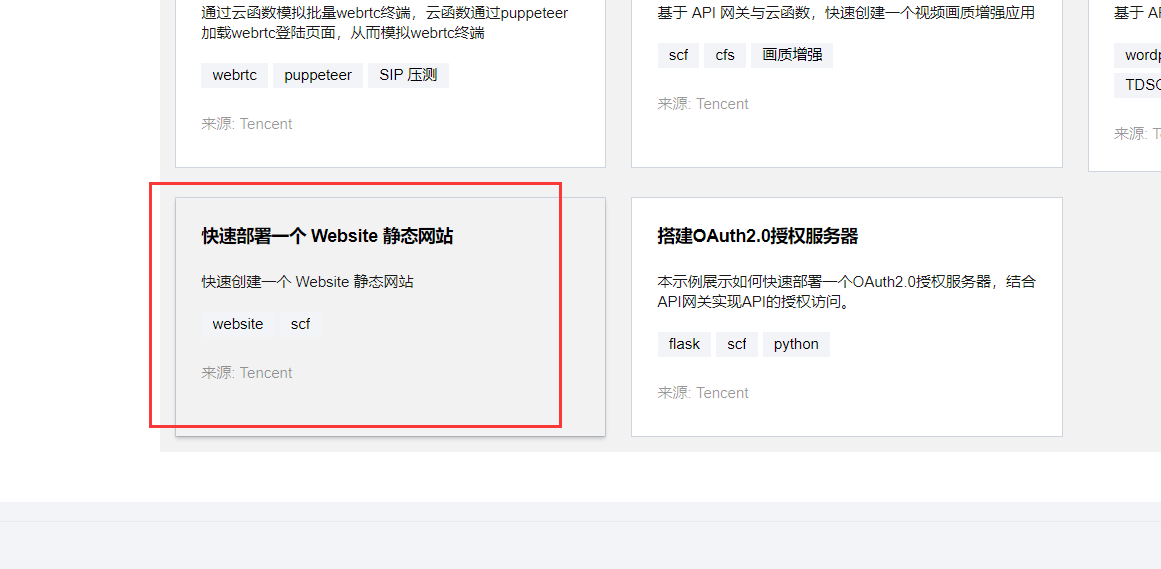 通过云函数模拟批量webrtc终端，云函数通过puppeteer
加载webrtc登陆页面，从而模拟webrtc终端
webrtc
puppeteer
SIP 压测
来源: Tencent
基于 API 网关与云函数，快速创建一个视频画质增强应用
scf
cfs
画质增强
来源: Tencent
基于
来源:
快速部署一个 Website 静态网站
快速创建一个 Website 静态网站
website
scf
来源: Tencent
搭建OAuth2.0授权服务器
本示例展示如何快速部署一个OAuth2.0授权服务器，结合
API网关实现API的授权访问。
flask
scf
python
来源: Tencent